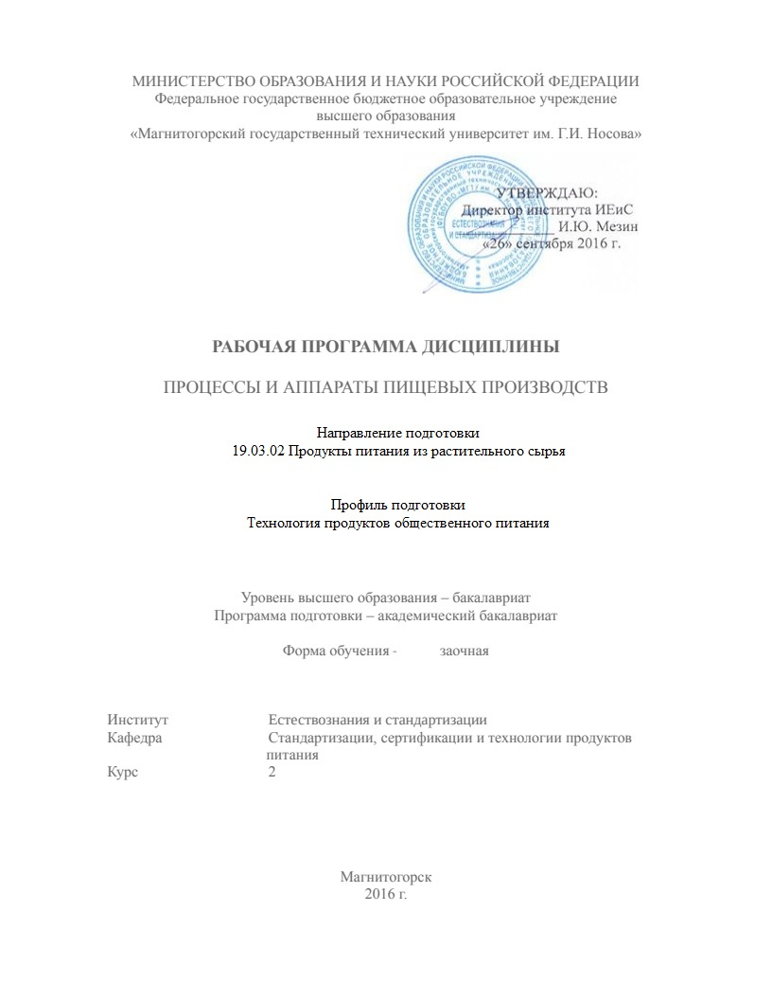 МИНИСТЕРСТВО ОБРАЗОВАНИЯ И НАУКИ РОССИЙСКОЙ ФЕДЕРАЦИИ
Федеральное государственное бюджетное образовательное учреждение
высшего образования
«Магнитогорский государственный технический университет им. Г.И. Носова»
УТВЕРЖДАЮ:
Директор института ИЕиС
И.Ю. Мезин
«26» сентября 2016 г.
ЕСТЕСТВОЗНАНИЯ
И СТАНДАРТИЗАЦИИ
РАБОЧАЯ ПРОГРАММА ДИСЦИПЛИНЫ
ПРОЦЕССЫ И АППАРАТЫ ПИЩЕВЫХ ПРОИЗВОДСТВ
Направление подготовки
19.03.02 Продукты питания из растительного сырья
Профиль подготовки
Технология продуктов общественного питания
Уровень высшего образования – бакалавриат
Программа подготовки – академический бакалавриат
Форма обучения - заочная
Институт Естествознания и стандартизации
Кафедра Стандартизации, сертификации и технологии продуктов
питания
Курс 2
Магнитогорск
2016 г.